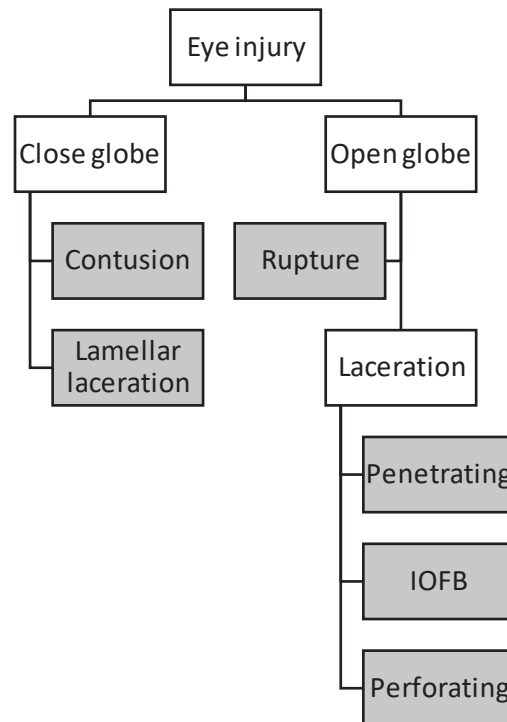 Eye injury
Close globe
Open globe
Contusion
Rupture
Lamellar
laceration
Laceration
Penetrating
IOFB
Perforating